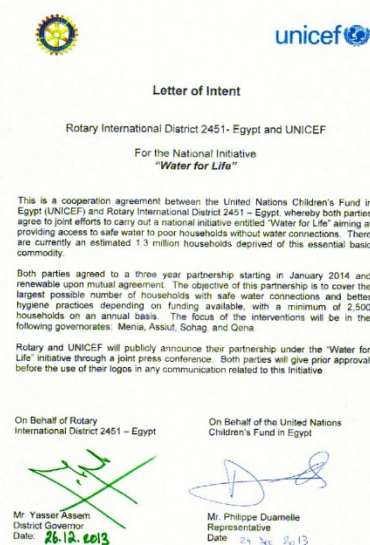 unicef
Letter of Intent
Rotary International District 2451- Egypt and UNICEF
For the National Initiative
"Water for Life"
This is a cooperation agreement between the United Nations Children's Fund in
Egypt (UNICEF) and Rotary International District 2451 – Egypt, whereby both parties
agree to joint efforts to carry out a national initiative entitled "Water for Life" aiming at
providing access to safe water to poor households without water connections. There
are currently an estimated 1.3 million households deprived of this essential basic
commodity.
Both parties agreed to a three year partnership starting in January 2014 and
renewable upon mutual agreement. The objective of this partnership is to cover the
largest possible number of households with safe water connections and better
hygiene practices depending on funding available, with a minimum of 2,500
households on an annual basis. The focus of the interventions will be in the
following governorates: Menia, Assiut, Sohag, and Qena.
Rotary and UNICEF will publicly announce their partnership under the "Water for
Life" initiative through a joint press conference. Both parties will give prior approval
before the use of their logos in any communication related to this Initiative.
On Behalf of Rotary
International District 2451 – Egypt
Mr. Yasser Assem
District Governor
Date: 26.12.2013
On Behalf of the United Nations
Children's Fund in Egypt
Mr. Philippe Duamelle
Representative
Date 24 Dec 2013